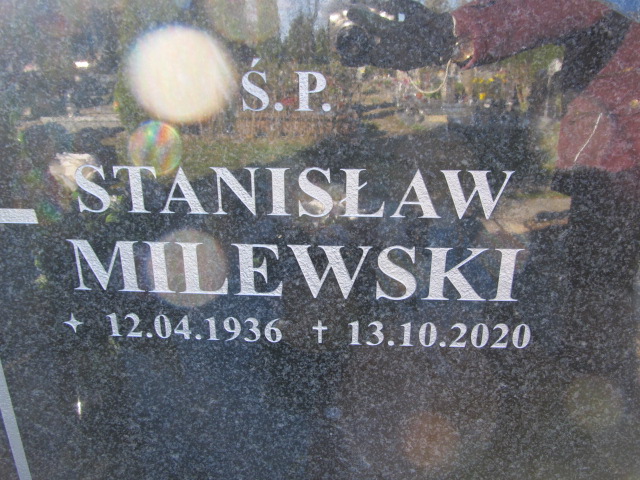 Ś.P.
STANISŁAW
MILEWSKI
✦ 12.04.1936 † 13.10.2020